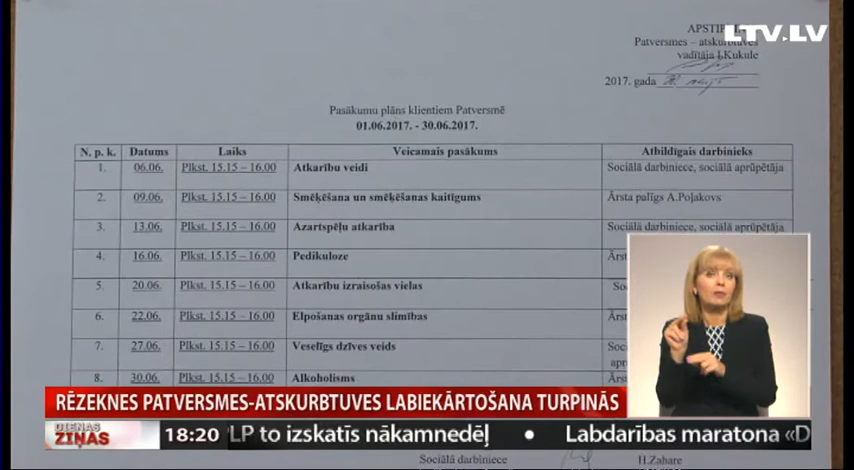 LTV.LV
Patversmes – atskurbtuves
vadītāja I.Kukule
2017. gada
Pasākumu plāns klientiem Patversmē
01.06.2017. - 30.06.2017.
N. p. k. Datums Laiks Veicamais pasākums Atbildīgais darbinieks
1. 06.06. Plkst. 15.15 – 16.00 Atkarību veidi Sociālā darbiniece, sociālā aprūpētāja
2. 09.06. Plkst. 15.15 – 16.00 Smēķēšana un smēķēšanas kaitīgums Ārsta palīgs A.Poļakovs
3. 13.06. Plkst. 15.15 – 16.00 Azartspēļu atkarība Sociālā darbiniece, sociālā aprūpētāja
4. 16.06. Plkst. 15.15 – 16.00 Pedikuloze
5. 20.06. Plkst. 15.15 – 16.00 Atkarību izraisošas vielas
6. 22.06. Plkst. 15.15 – 16.00 Elpošanas orgānu slimības
7. 27.06. Plkst. 15.15 – 16.00 Veselīgs dzīves veids
8. 30.06. Plkst. 15.15 – 16.00 Alkoholisms
RĒZEKNES PATVERSMES-ATSKURBTUVES LABIEKĀRTOŠANA TURPINĀS
DIENAS
ZIŅAS
18:20 LP to izskatīs nākamnedēļ • Labdarības maratona «D
Sociālā darbiniece H.Zahare